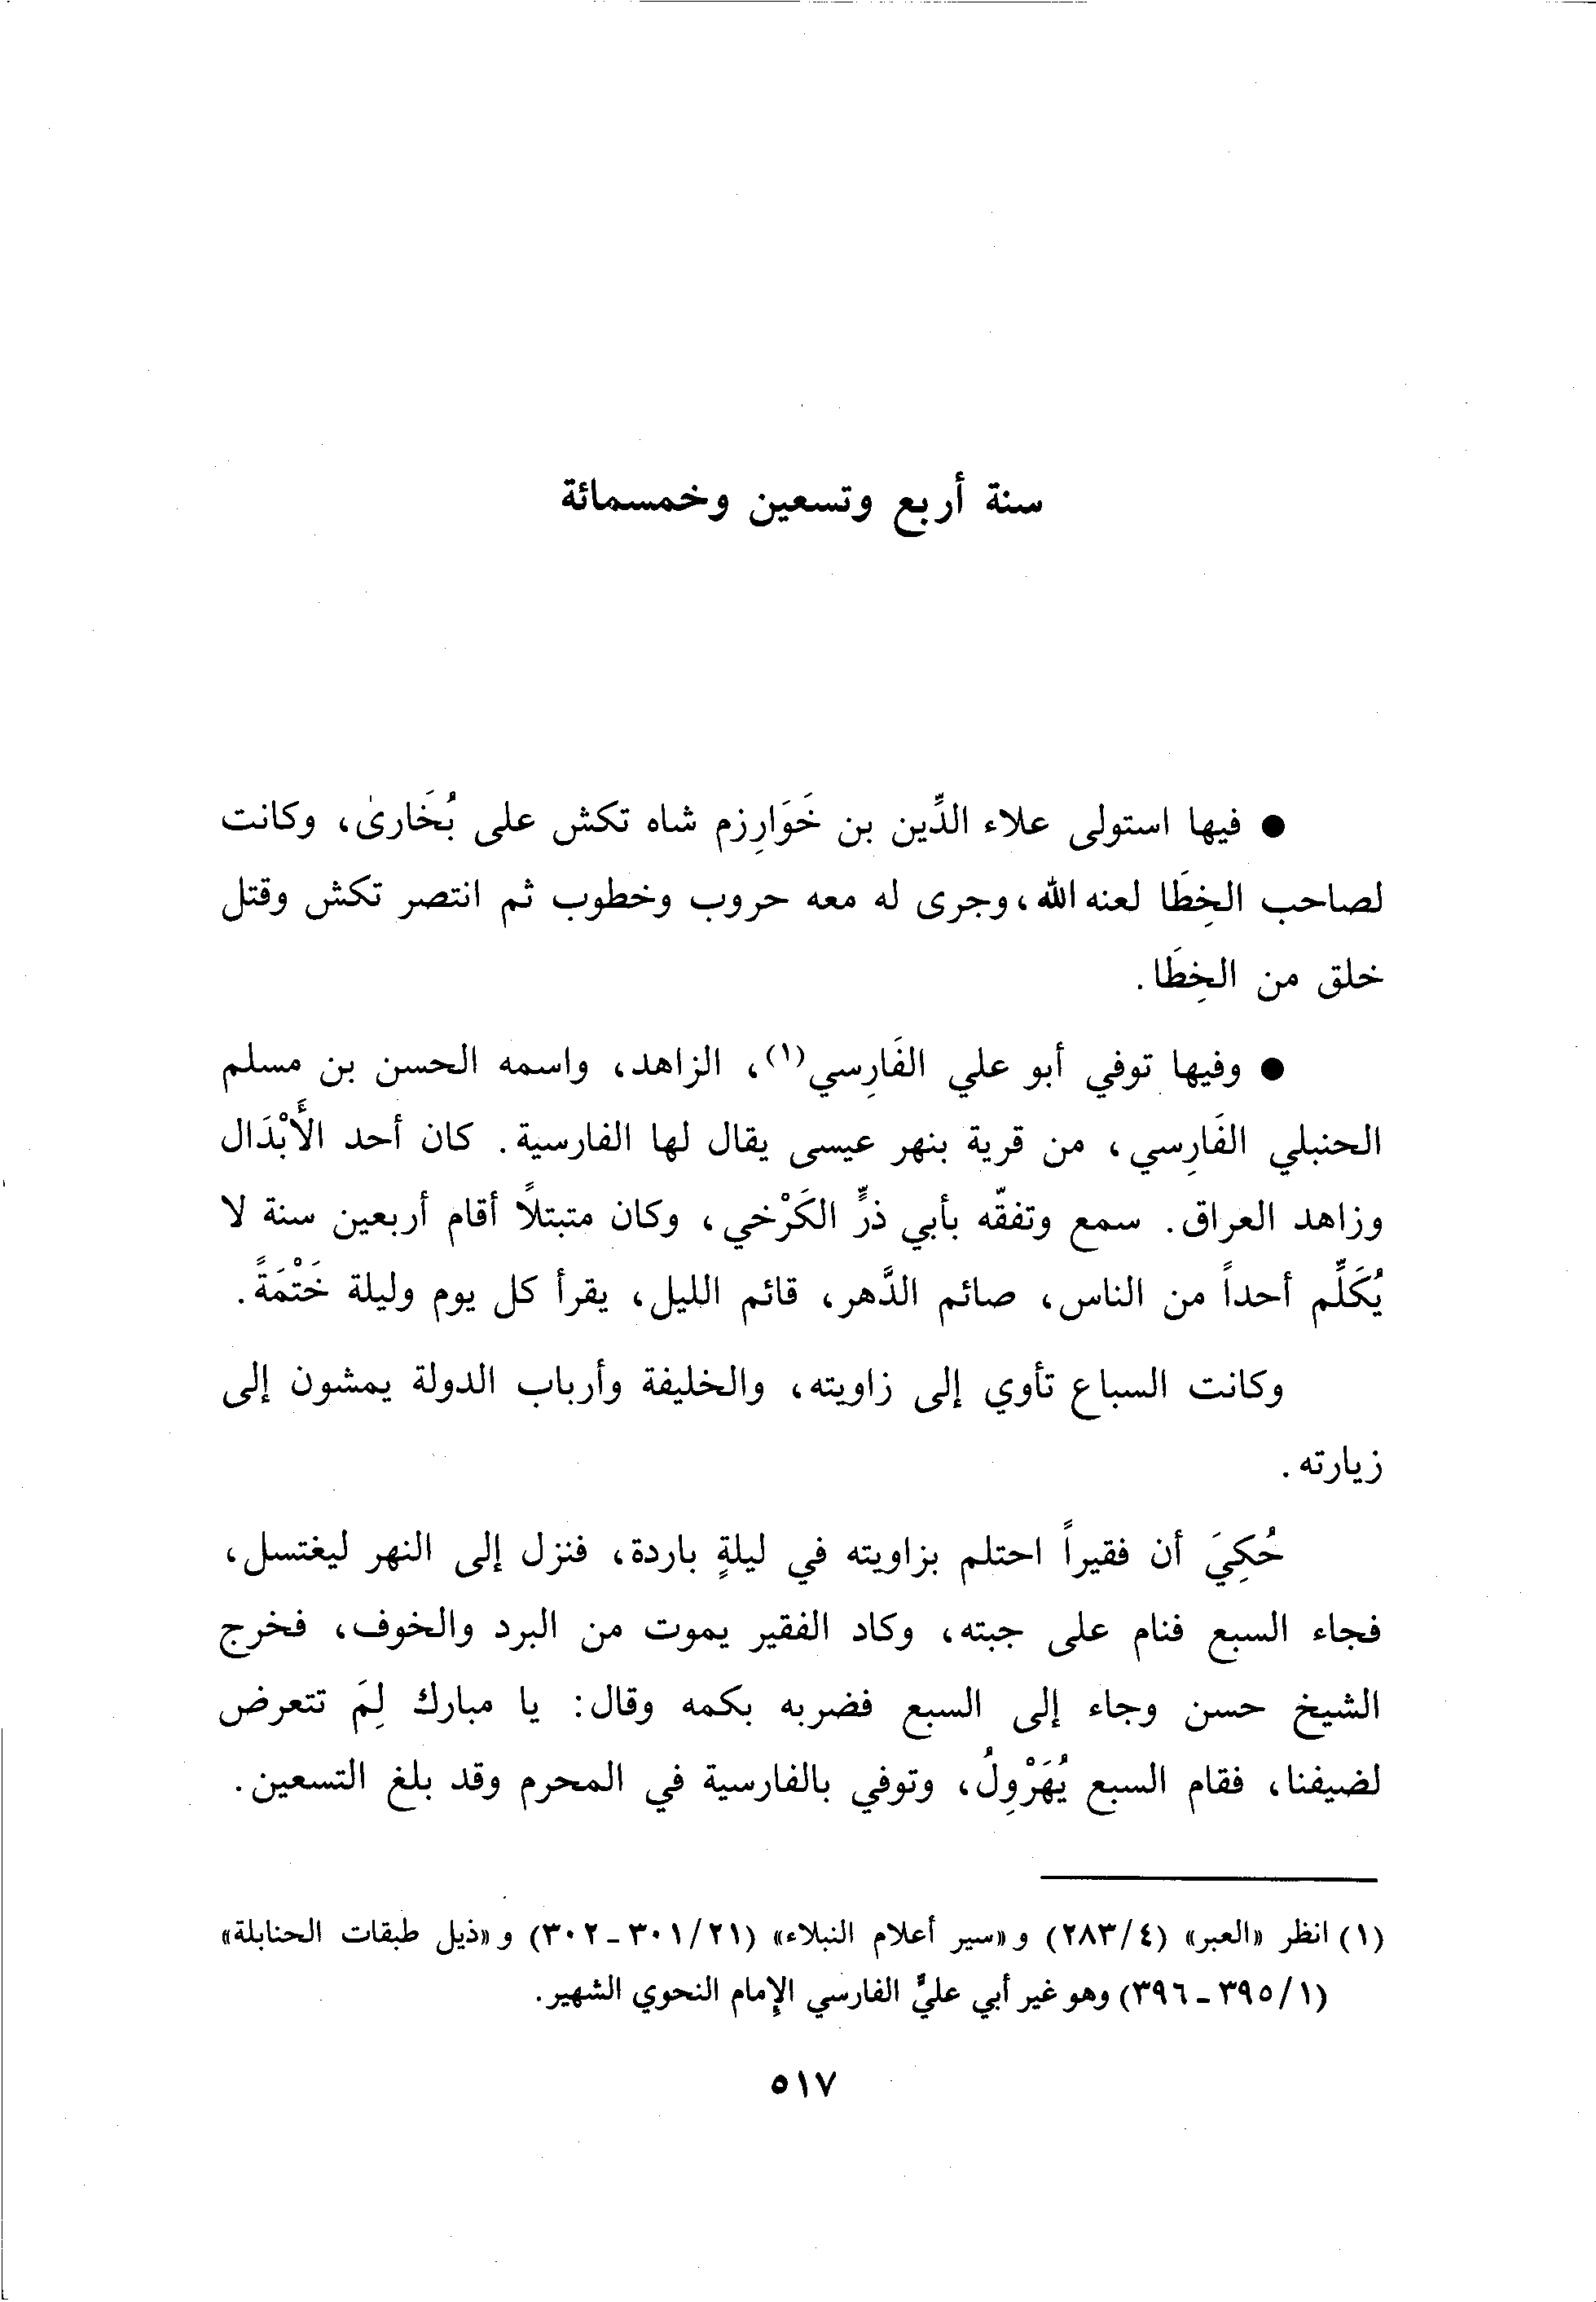 سنة أربع وتسعين وخمسمائة
● فيها استولى علاء الدِّين بن خَوَارِزم شاه تكش على بُخَارىٰ، وكانت
لصاحب الخِطَا لعنه الله، وجرى له معه حروب وخطوب ثم انتصر تكش وقتل
خلق من الخِطَا.
● وفيها توفي أبو علي الفَارِسي(١)، الزاهد، واسمه الحسن بن مسلم
الحنبلي الفَارِسي، من قرية بنهر عيسى يقال لها الفارسية. كان أحد الأَبْدَال
وزاهد العراق. سمع وتفقّه بأبي ذرٍّ الكَرْخي، وكان متبتلاً أقام أربعين سنة لا
يُكَلِّم أحداً من الناس، صائم الدَّهر، قائم الليل، يقرأ كل يوم وليلة خَتْمَةً.
وكانت السباع تأوي إلى زاويته، والخليفة وأرباب الدولة يمشون إلى
زيارته.
حُكِيَ أن فقيراً احتلم بزاويته في ليلةٍ باردة، فنزل إلى النهر ليغتسل،
فجاء السبع فنام على جبته، وكاد الفقير يموت من البرد والخوف، فخرج
الشيخ حسن وجاء إلى السبع فضربه بكمه وقال: يا مبارك لِمَ تتعرض
لضيفنا، فقام السبع يُهَرْوِلُ، وتوفي بالفارسية في المحرم وقد بلغ التسعين.
(١) انظر «العبر» (٤/٢٨٣) و «سير أعلام النبلاء» (٢١/٣٠١ - ٣٠٢) و «ذيل طبقات الحنابلة»
(١/٣٩٥ - ٣٩٦) وهو غير أبي عليٍّ الفارسي الإمام النحوي الشهير.
٥١٧